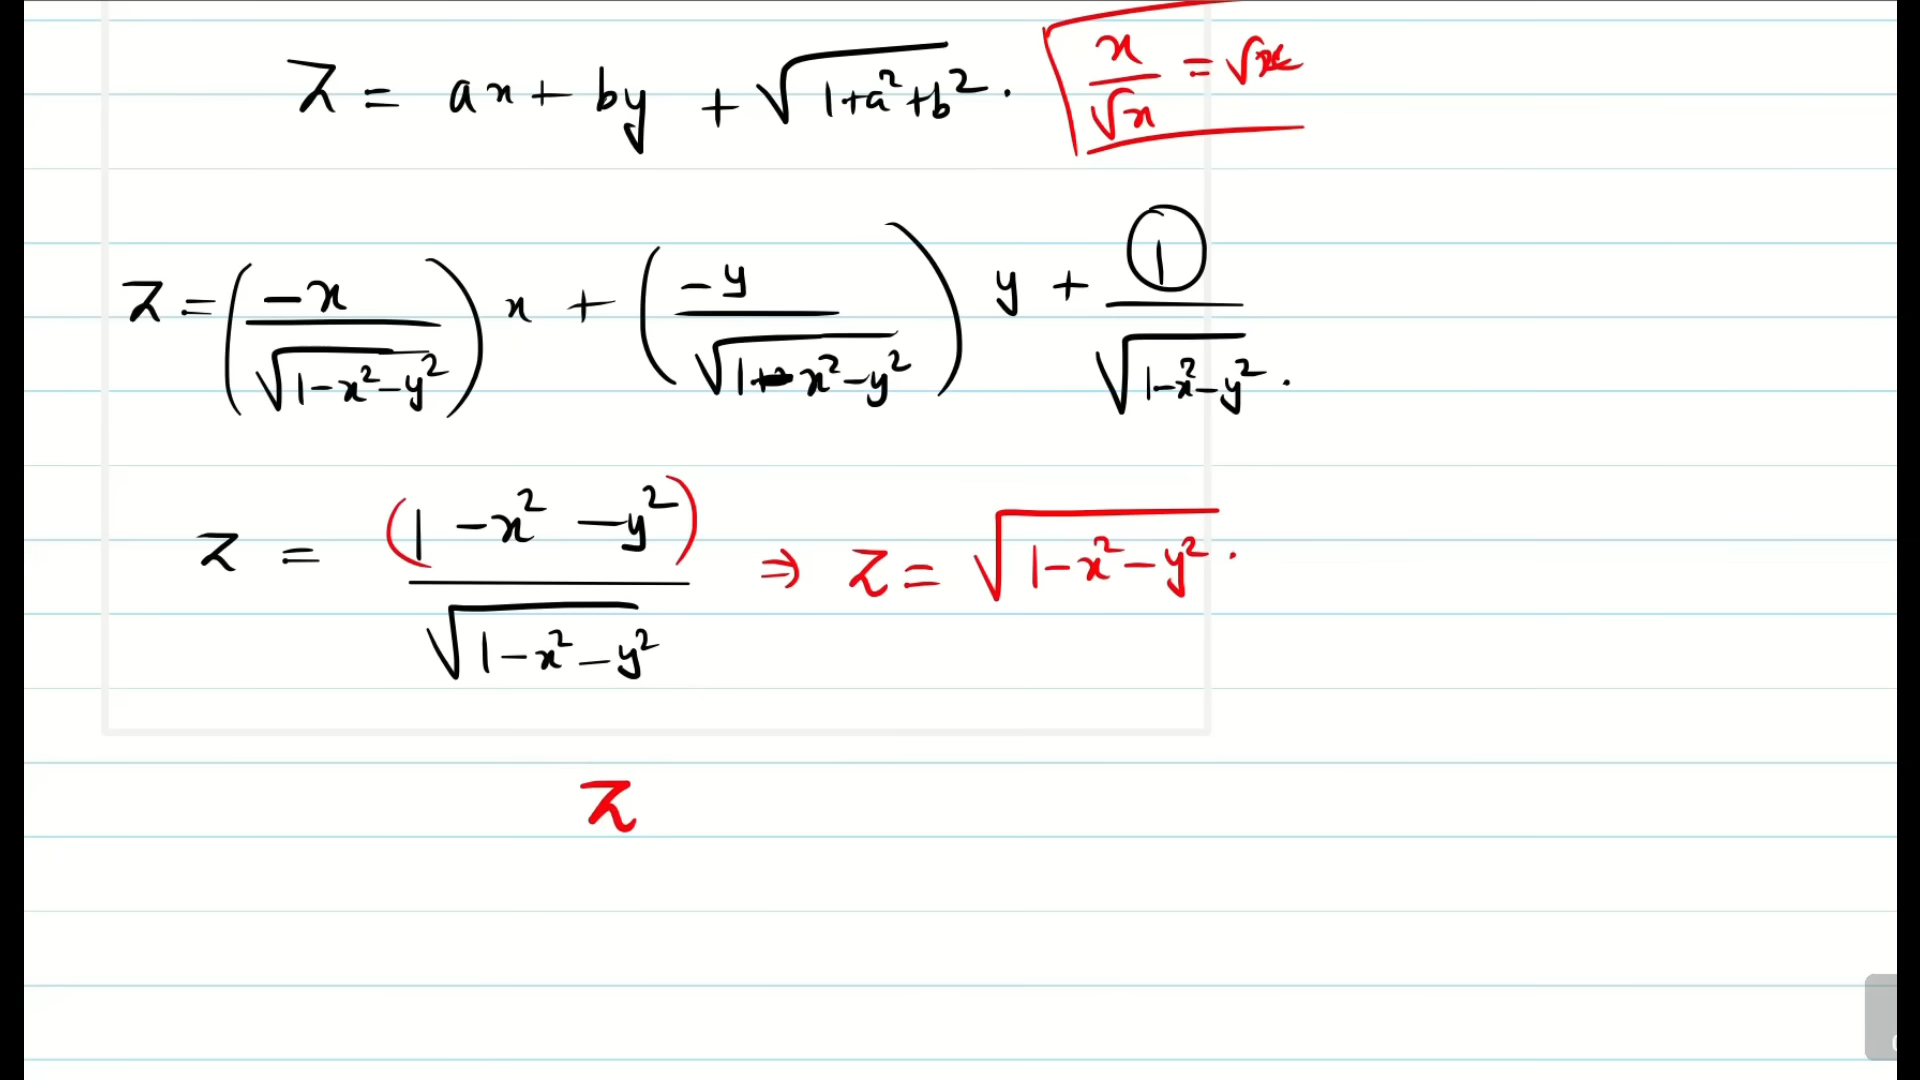 z = ax + by + √(1+a²+b²). x/√x = √x
z = (-x/√(1-x²-y²)) x + (-y/√(1-x²-y²)) y + 1/√(1-x²-y²).
z = (1 - x² - y²)/√(1-x²-y²) ⇒ z = √(1-x²-y²).
z